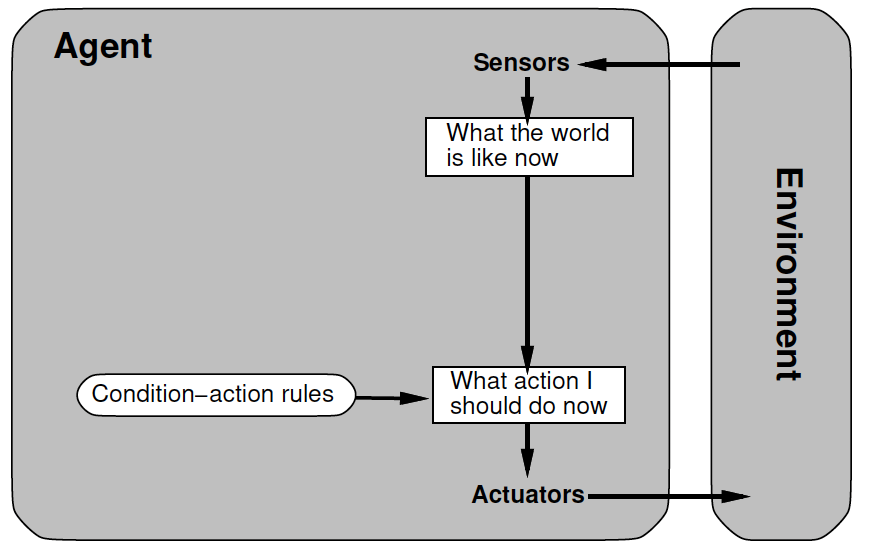 Agent
Sensors
What the world
is like now
Environment
Condition−action rules
What action I
should do now
Actuators